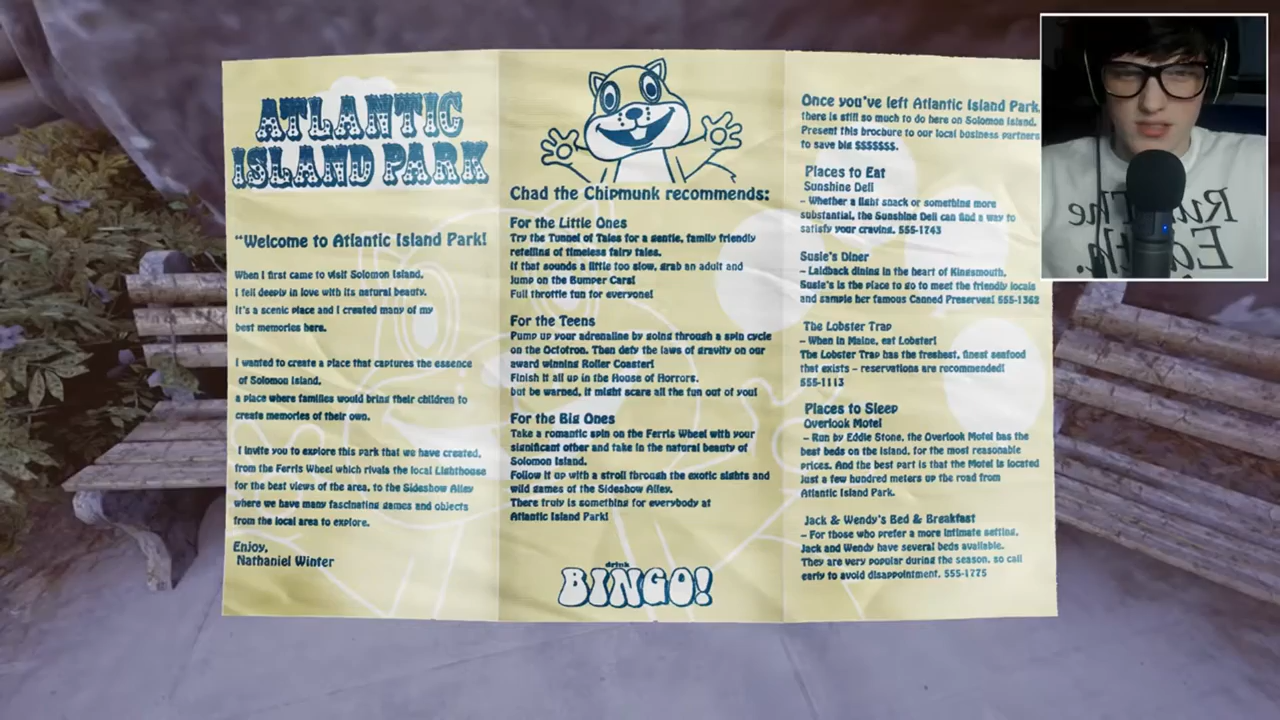 ATLANTIC
ISLAND PARK
"Welcome to Atlantic Island Park!
When I first came to visit Solomon Island,
I fell deeply in love with its natural beauty.
It's a scenic place and I created many of my
best memories here.
I wanted to create a place that captures the essence
of Solomon Island,
a place where families would bring their children to
create memories of their own.
I invite you to explore this park that we have created,
from the Ferris Wheel which rivals the local Lighthouse
for the best views of the area, to the Sideshow Alley
where we have many fascinating games and objects
from the local area to explore.
Enjoy,
Nathaniel Winter
Chad the Chipmunk recommends:
For the Little Ones
Try the Tunnel of Tales for a gentle, family friendly
retelling of timeless fairy tales.
If that sounds a little too slow, grab an adult and
jump on the Bumper Cars!
Full throttle fun for everyone!
For the Teens
Pump up your adrenaline by going through a spin cycle
on the Octotron. Then defy the laws of gravity on our
award winning Roller Coaster!
Finish it all up in the House of Horrors.
but be warned, it might scare all the fun out of you!
For the Big Ones
Take a romantic spin on the Ferris Wheel with your
significant other and take in the natural beauty of
Solomon Island.
Follow it up with a stroll through the exotic sights and
wild games of the Sideshow Alley.
There truly is something for everybody at
Atlantic Island Park!
drink
BINGO!
Once you've left Atlantic Island Park,
there is still so much to do here on Solomon Island.
Present this brochure to our local business partners
to save big $$$$$$$.
Places to Eat
Sunshine Deli
- Whether a light snack or something more
substantial, the Sunshine Deli can find a way to
satisfy your craving. 555-1743
Susie's Diner
- Laidback dining in the heart of Kingsmouth,
Susie's is the place to go to meet the friendly locals
and sample her famous Canned Preserves! 555-1362
The Lobster Trap
- When in Maine, eat Lobster!
The Lobster Trap has the freshest, finest seafood
that exists - reservations are recommended!
555-1113
Places to Sleep
Overlook Motel
- Run by Eddie Stone, the Overlook Motel has the
best beds on the island, for the most reasonable
prices. And the best part is that the Motel is located
just a few hundred meters up the road from
Atlantic Island Park.
Jack & Wendy's Bed & Breakfast
- For those who prefer a more intimate setting,
Jack and Wendy have several beds available.
They are very popular during the season, so call
early to avoid disappointment. 555-1775
The